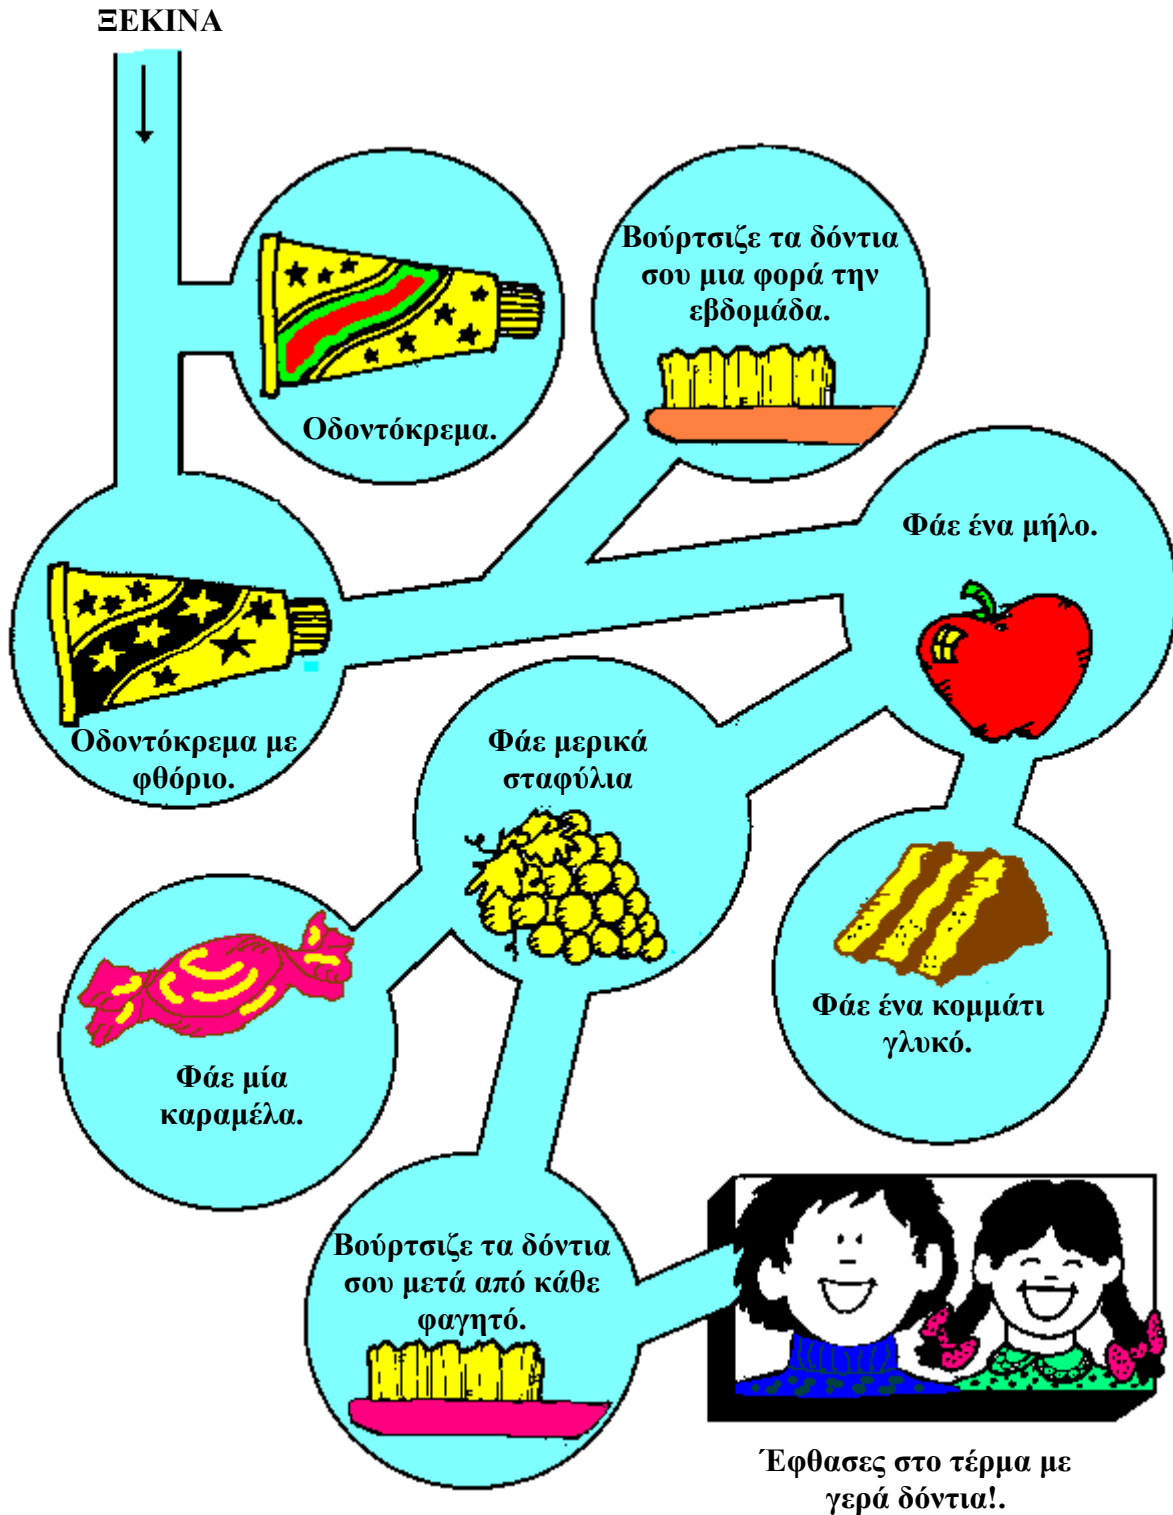 ΞΕΚΙΝΑ
Βούρτσιζε τα δόντια
σου μια φορά την
εβδομάδα.
Οδοντόκρεμα.
Φάε ένα μήλο.
Οδοντόκρεμα με
φθόριο.
Φάε μερικά
σταφύλια
Φάε ένα κομμάτι
γλυκό.
Φάε μία
καραμέλα.
Βούρτσιζε τα δόντια
σου μετά από κάθε
φαγητό.
Έφθασες στο τέρμα με
γερά δόντια!.